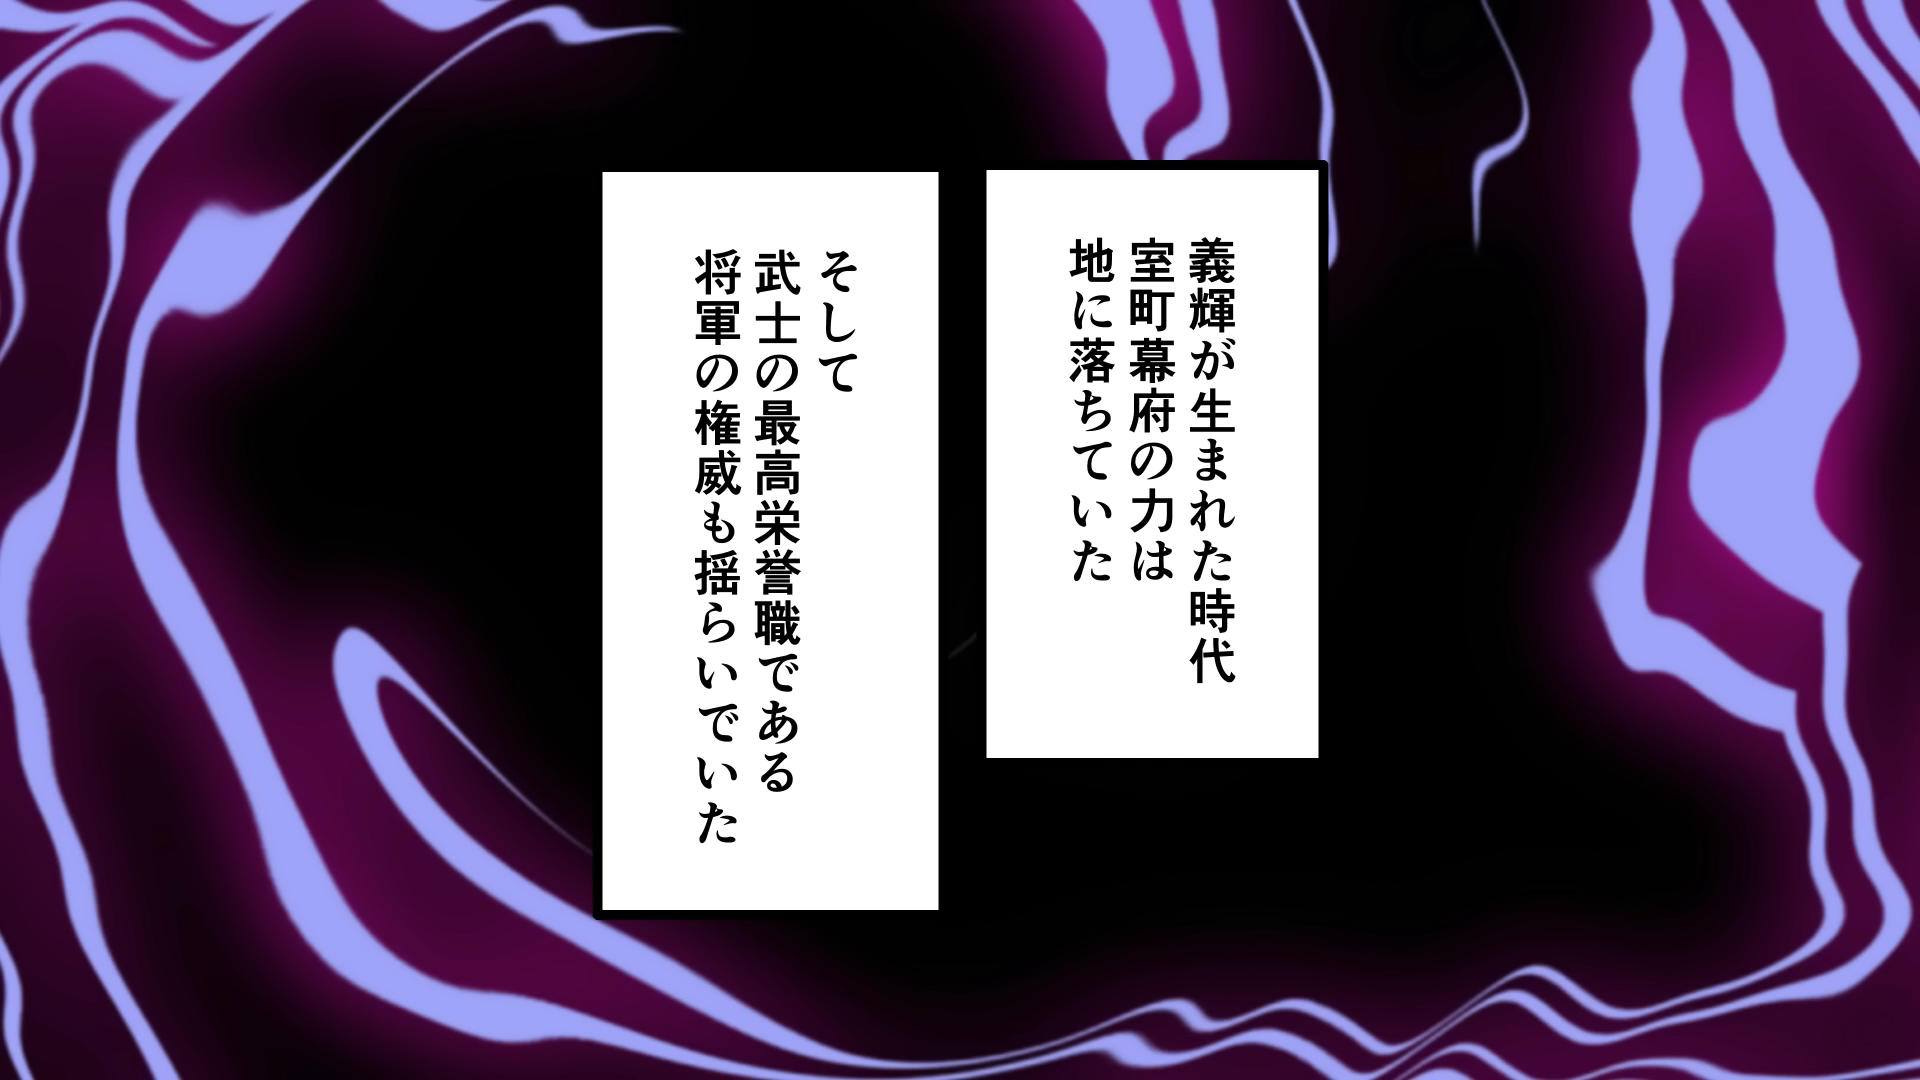 義輝が生まれた時代
室町幕府の力は
地に落ちていた
そして
武士の最高栄誉職である
将軍の権威も揺らいでいた